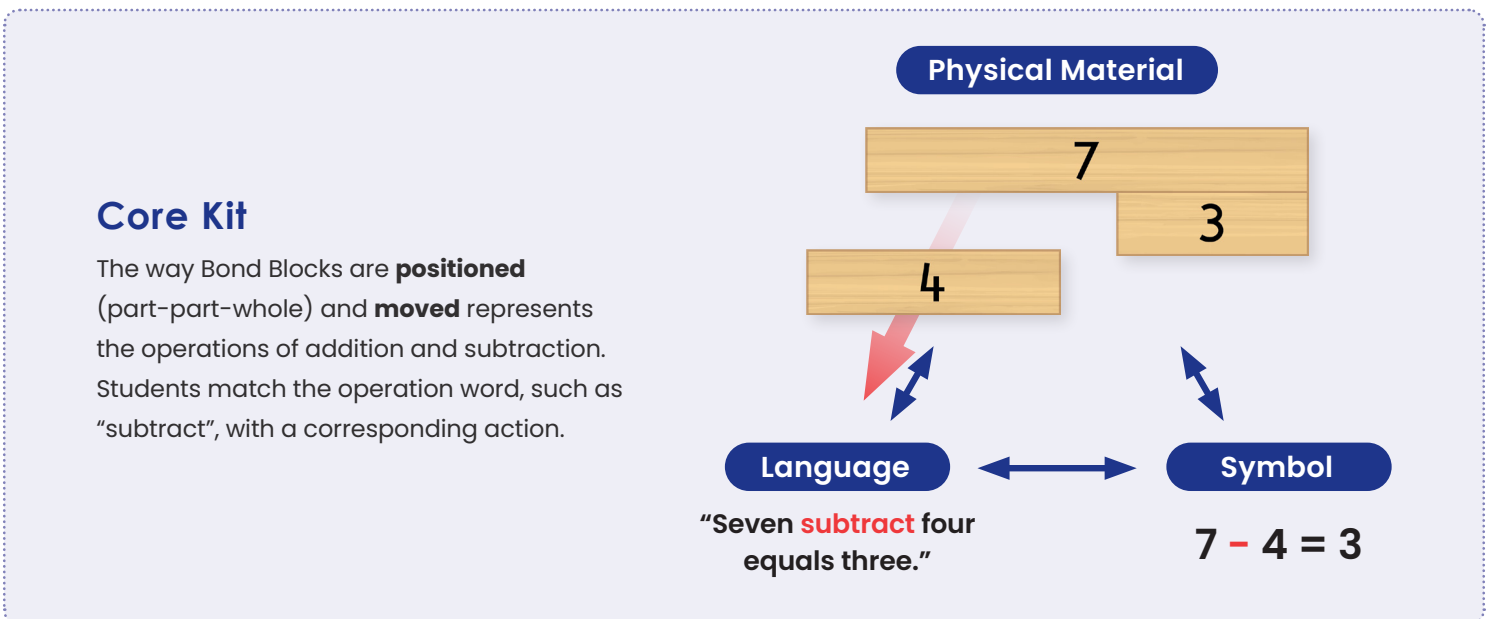 Core Kit
The way Bond Blocks are positioned
(part-part-whole) and moved represents
the operations of addition and subtraction.
Students match the operation word, such as
“subtract”, with a corresponding action.
Physical Material
7
3
4
Language
“Seven subtract four
equals three.”
Symbol
7 - 4 = 3